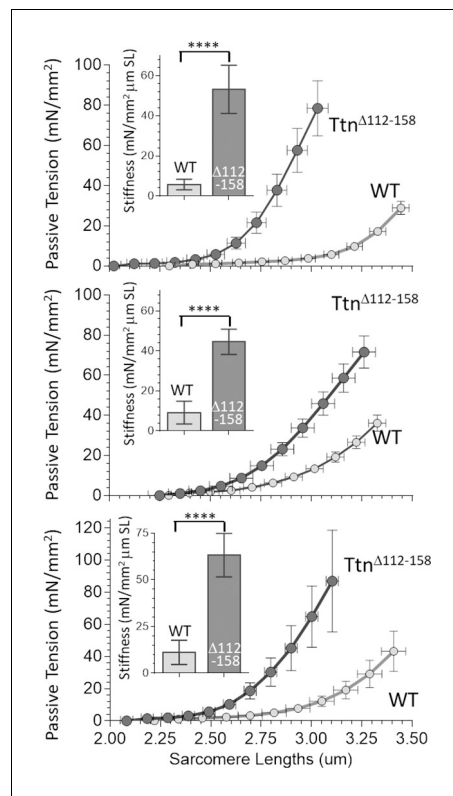 Passive Tension (mN/mm²)
100
80
60
40
20
0
Stiffness (mN/mm² µm SL)
60
40
20
0
****
WT
Δ112
-158
Ttn^Δ112-158
WT
Passive Tension (mN/mm²)
100
80
60
40
20
0
Stiffness (mN/mm² µm SL)
60
40
20
0
****
WT
Δ112
-158
Ttn^Δ112-158
WT
Passive Tension (mN/mm²)
120
100
80
60
40
20
0
Stiffness (mN/mm² µm SL)
75
50
25
0
****
WT
Δ112
-158
Ttn^Δ112-158
WT
2.00 2.25 2.50 2.75 3.00 3.25 3.50
Sarcomere Lengths (um)